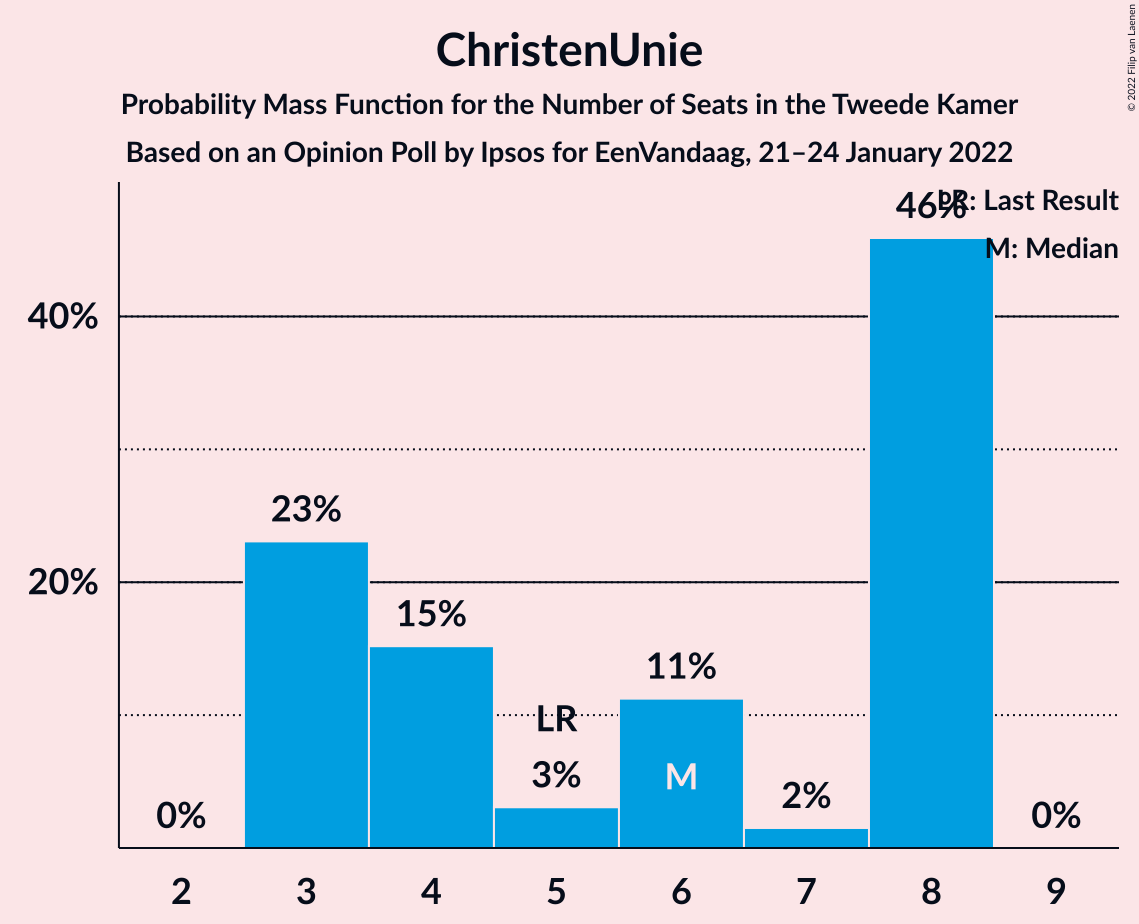 ChristenUnie
Probability Mass Function for the Number of Seats in the Tweede Kamer
Based on an Opinion Poll by Ipsos for EenVandaag, 21–24 January 2022
© 2022 Filip van Laenen
LR: Last Result
M: Median
46%
40%
23%
20%
15%
11%
LR
3%
M
2%
0%
0%
2 3 4 5 6 7 8 9